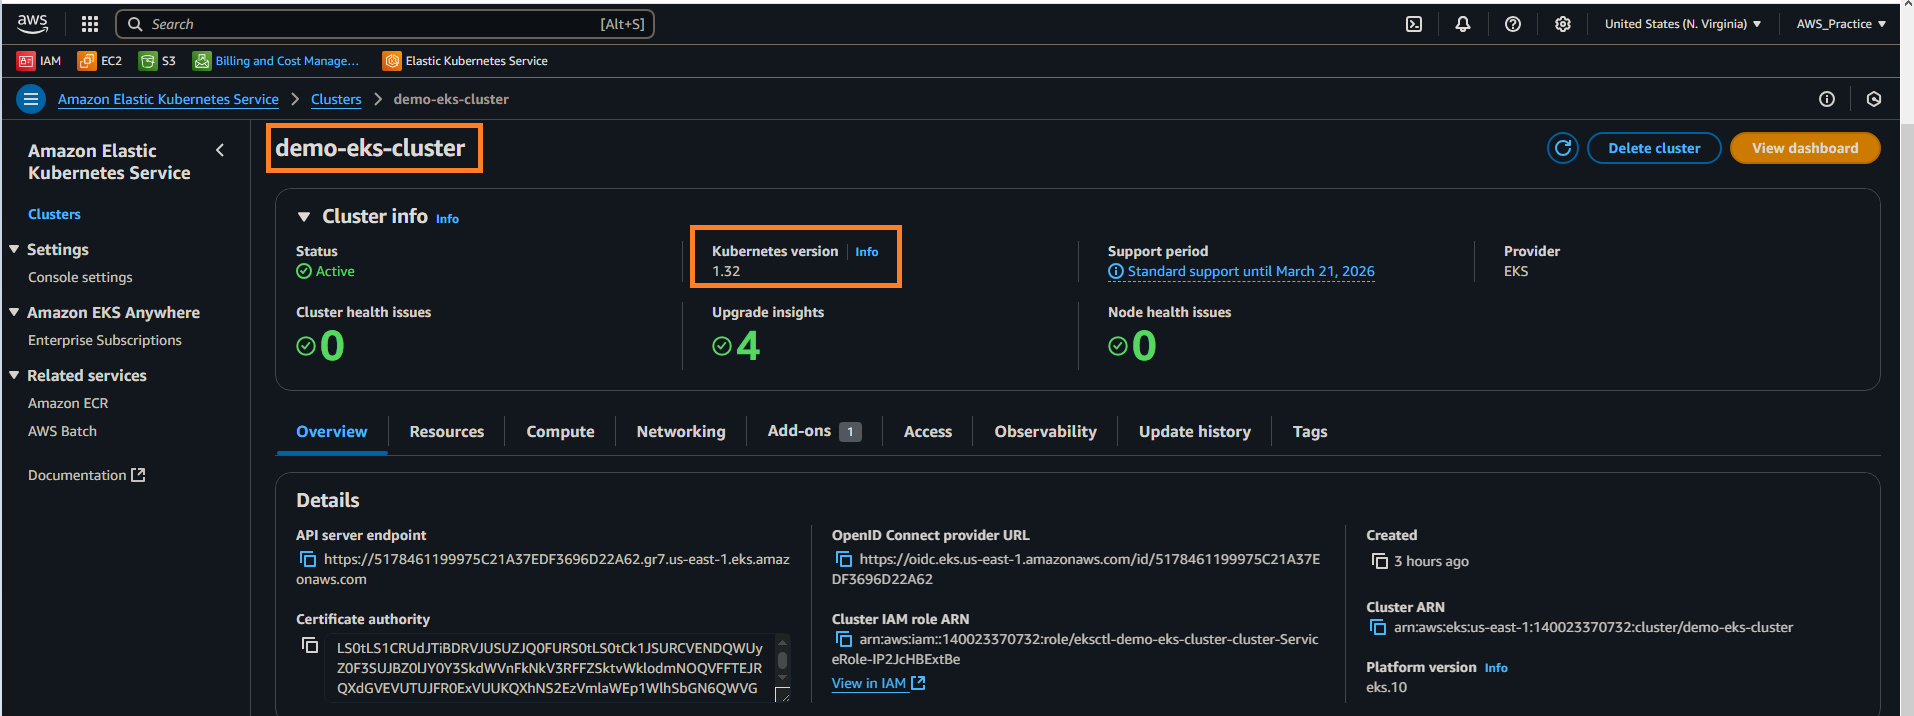 aws
Search [Alt+S]
United States (N. Virginia)
AWS_Practice
IAM
EC2
S3
Billing and Cost Manage...
Elastic Kubernetes Service
Amazon Elastic Kubernetes Service
Clusters
demo-eks-cluster
Amazon Elastic
Kubernetes Service
Clusters
Settings
Console settings
Amazon EKS Anywhere
Enterprise Subscriptions
Related services
Amazon ECR
AWS Batch
Documentation
demo-eks-cluster
Delete cluster
View dashboard
Cluster info Info
Status
Active
Kubernetes version Info
1.32
Support period
Standard support until March 21, 2026
Provider
EKS
Cluster health issues
0
Upgrade insights
4
Node health issues
0
Overview
Resources
Compute
Networking
Add-ons 1
Access
Observability
Update history
Tags
Details
API server endpoint
https://5178461199975C21A37EDF3696D22A62.gr7.us-east-1.eks.amaz
onaws.com
Certificate authority
LS0tLS1CRUdJTiBDRVJUSUZJQ0FURS0tLS0tCk1JSURCVENDQWUy
Z0F3SUJBZ0lJY0Y3SkdWVnFkNkV3RFFZSktvWklodmNOQVFFTEJR
QXdGVEVUTUJFR0ExVUUKQXhNS2EzVmlaWEp1WlhSbGN6QWVG
OpenID Connect provider URL
https://oidc.eks.us-east-1.amazonaws.com/id/5178461199975C21A37E
DF3696D22A62
Cluster IAM role ARN
arn:aws:iam::140023370732:role/eksctl-demo-eks-cluster-cluster-Servic
eRole-IP2JcHBExtBe
View in IAM
Created
3 hours ago
Cluster ARN
arn:aws:eks:us-east-1:140023370732:cluster/demo-eks-cluster
Platform version Info
eks.10